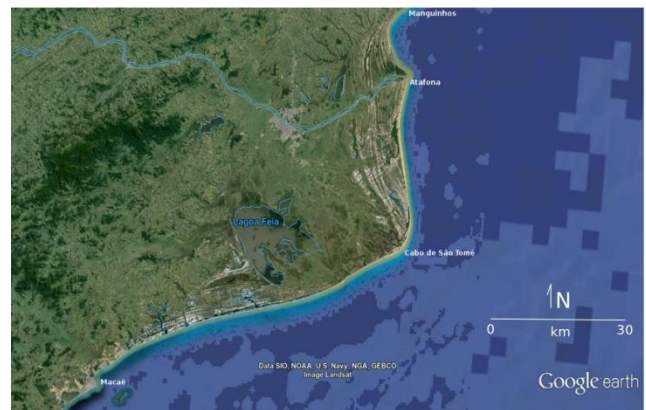 Manguinhos
Atafona
Lagoa Feia
Cabo de São Tomé
N
0 km 30
Data SIO, NOAA, U.S. Navy, NGA, GEBCO
Image Landsat
Macaé
Google earth